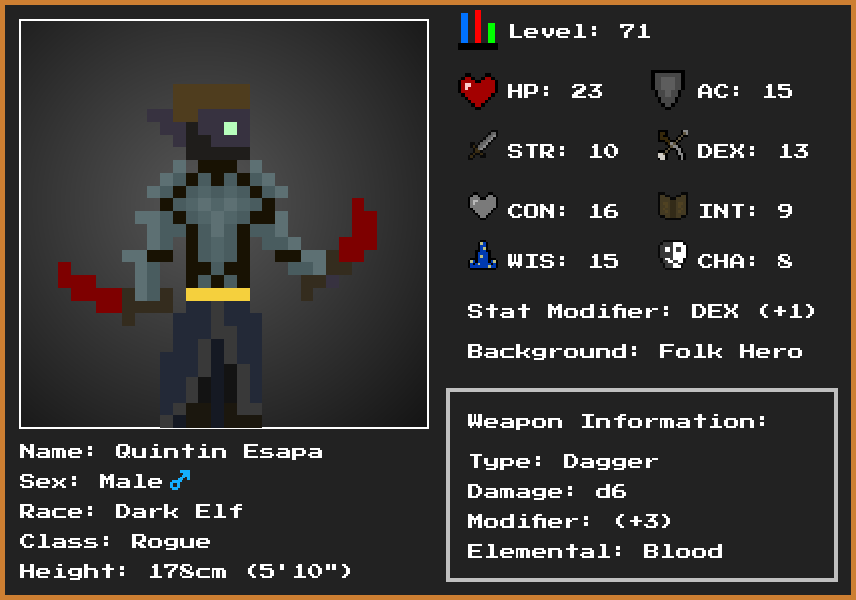 Level: 71
HP: 23
AC: 15
STR: 10
DEX: 13
CON: 16
INT: 9
WIS: 15
CHA: 8
Stat Modifier: DEX (+1)
Background: Folk Hero
Weapon Information:
Type: Dagger
Damage: d6
Modifier: (+3)
Elemental: Blood
Name: Quintin Esapa
Sex: Male ♂
Race: Dark Elf
Class: Rogue
Height: 178cm (5'10")